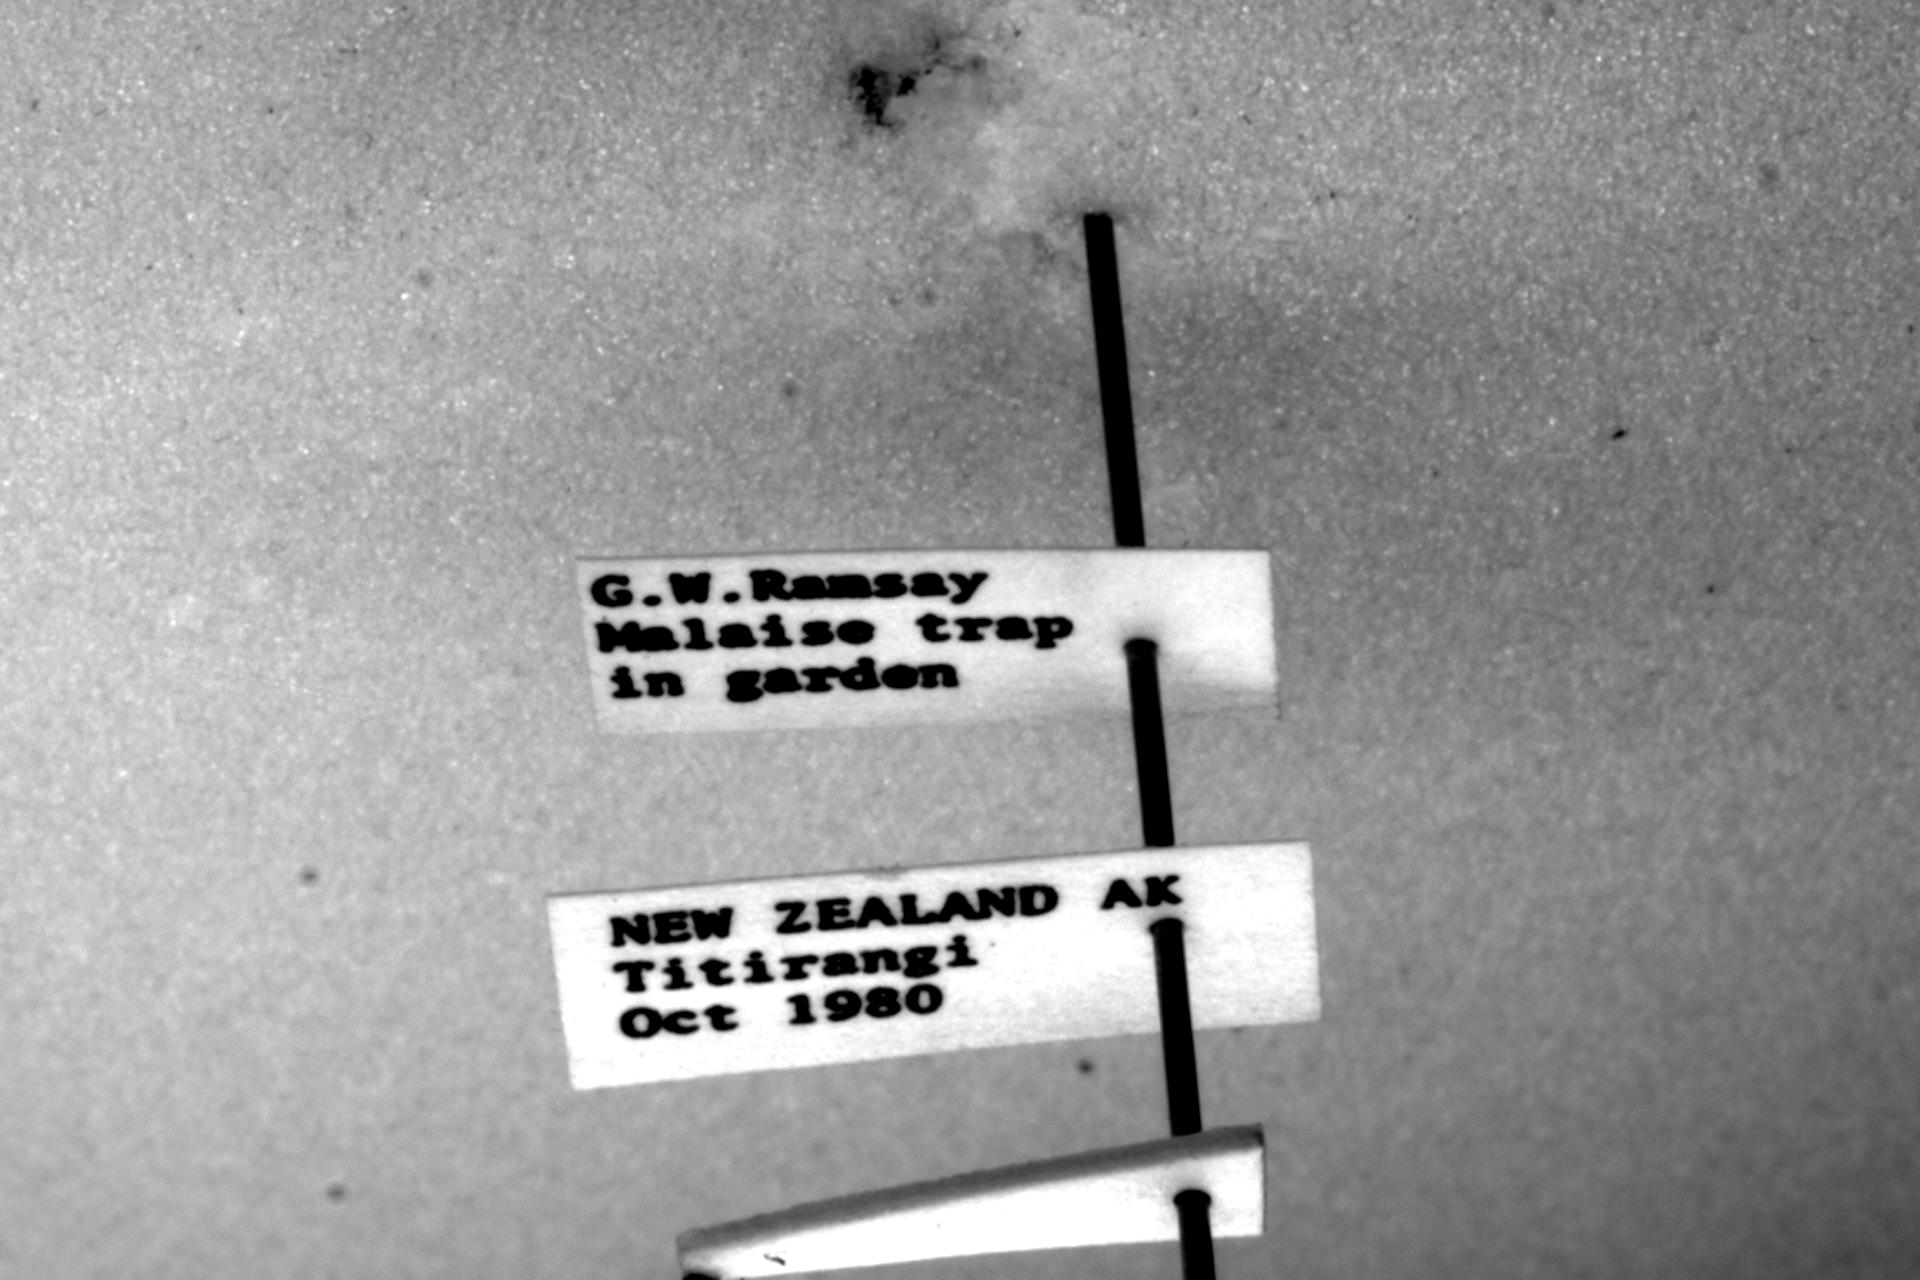 G.W.Ramsay
Malaise trap
in garden
NEW ZEALAND AK
Titirangi
Oct 1980